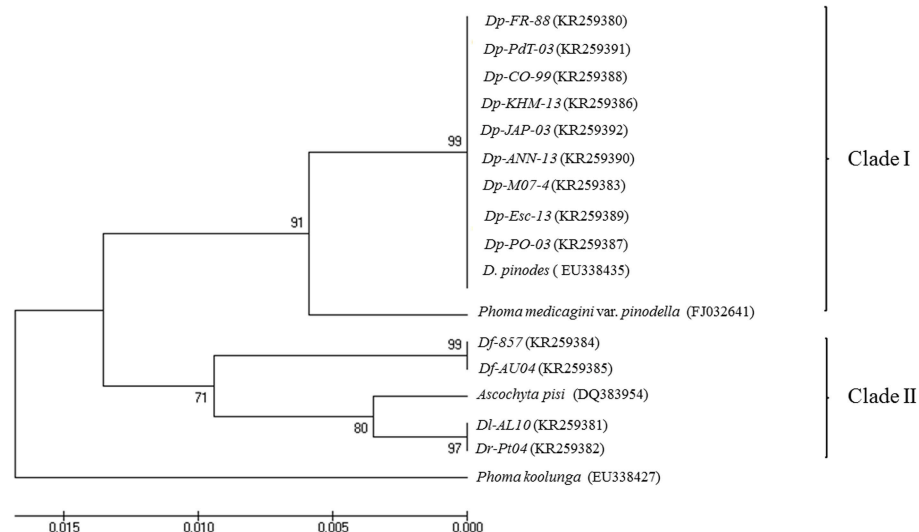 Dp-FR-88 (KR259380)
Dp-PdT-03 (KR259391)
Dp-CO-99 (KR259388)
Dp-KHM-13 (KR259386)
Dp-JAP-03 (KR259392)
99
Dp-ANN-13 (KR259390)
Clade I
Dp-M07-4 (KR259383)
Dp-Esc-13 (KR259389)
91
Dp-PO-03 (KR259387)
D. pinodes ( EU338435)
Phoma medicagini var. pinodella (FJ032641)
99
Df-857 (KR259384)
Df-AU04 (KR259385)
71
Ascochyta pisi (DQ383954)
Clade II
80
Dl-AL10 (KR259381)
97
Dr-Pt04 (KR259382)
Phoma koolunga (EU338427)
0.015 0.010 0.005 0.000